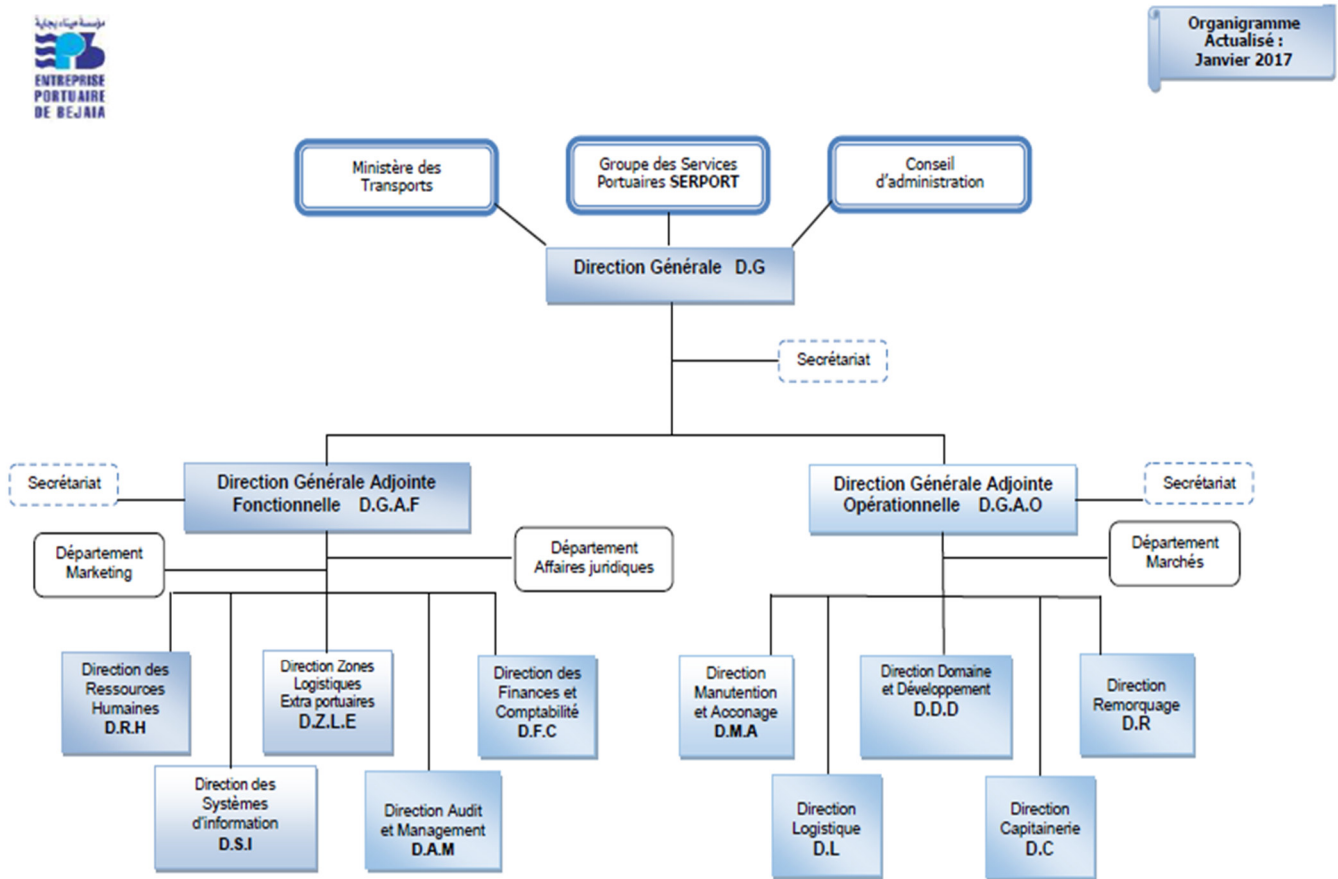 مؤسسة ميناء بجاية
ENTREPRISE
PORTUAIRE
DE BEJAIA
Organigramme
Actualisé :
Janvier 2017
Ministère des
Transports
Groupe des Services
Portuaires SERPORT
Conseil
d'administration
Direction Générale D.G
Secrétariat
Secrétariat
Direction Générale Adjointe
Fonctionnelle D.G.A.F
Direction Générale Adjointe
Opérationnelle D.G.A.O
Secrétariat
Département
Marketing
Département
Affaires juridiques
Département
Marchés
Direction des
Ressources
Humaines
D.R.H
Direction Zones
Logistiques
Extra portuaires
D.Z.L.E
Direction des
Finances et
Comptabilité
D.F.C
Direction
Manutention
et Acconage
D.M.A
Direction Domaine
et Développement
D.D.D
Direction
Remorquage
D.R
Direction des
Systèmes
d'information
D.S.I
Direction Audit
et Management
D.A.M
Direction
Logistique
D.L
Direction
Capitainerie
D.C